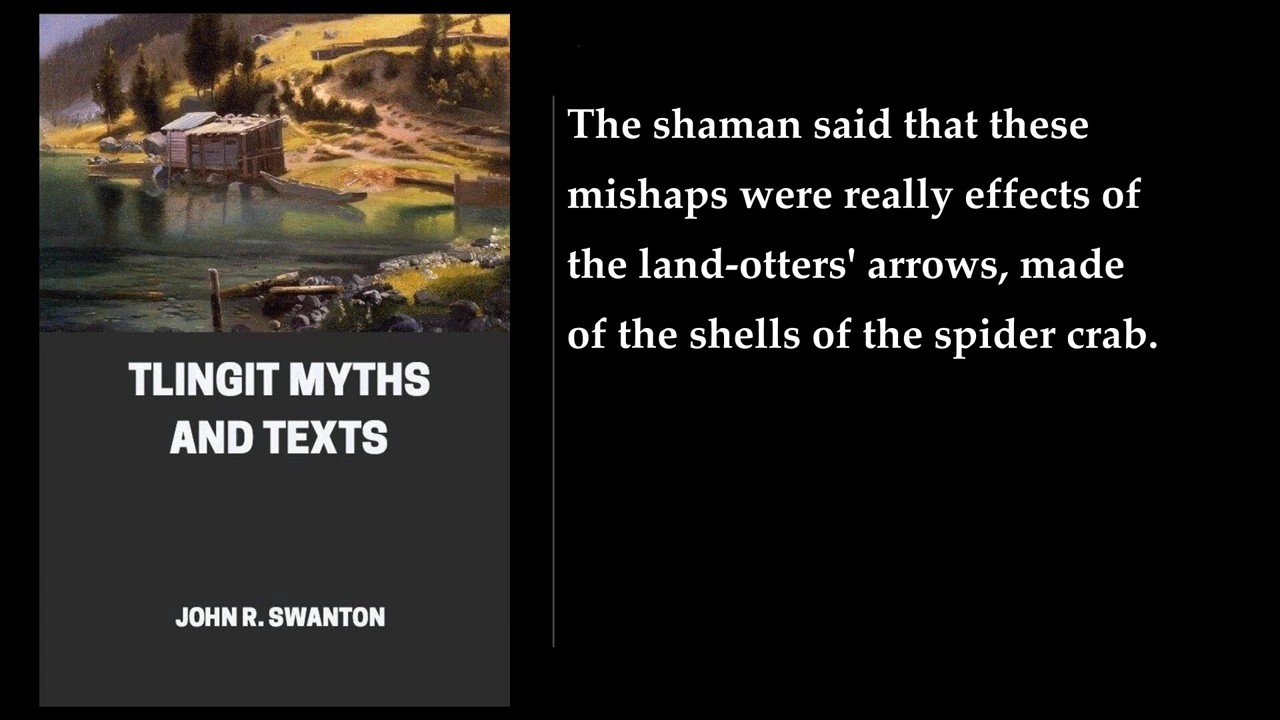 TLINGIT MYTHS
AND TEXTS
JOHN R. SWANTON
The shaman said that these
mishaps were really effects of
the land-otters' arrows, made
of the shells of the spider crab.